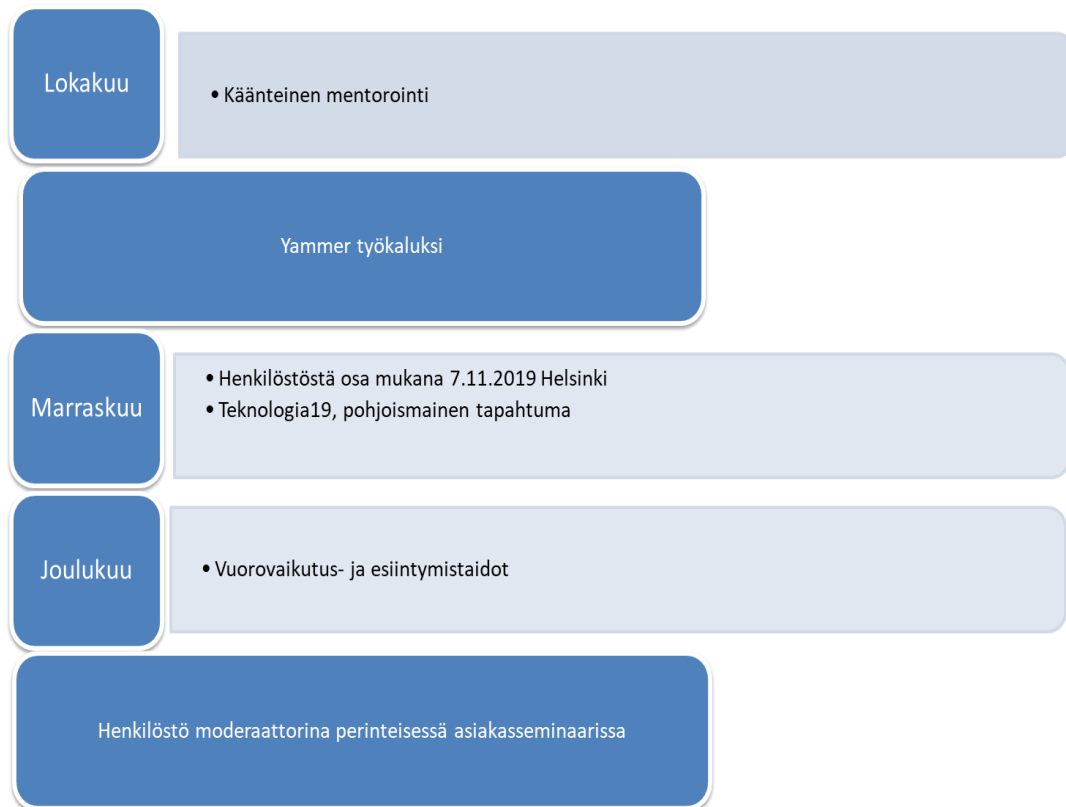 Lokakuu
• Käänteinen mentorointi
Yammer työkaluksi
Marraskuu
• Henkilöstöstä osa mukana 7.11.2019 Helsinki
• Teknologia19, pohjoismainen tapahtuma
Joulukuu
• Vuorovaikutus- ja esiintymistaidot
Henkilöstö moderaattorina perinteisessä asiakasseminaarissa